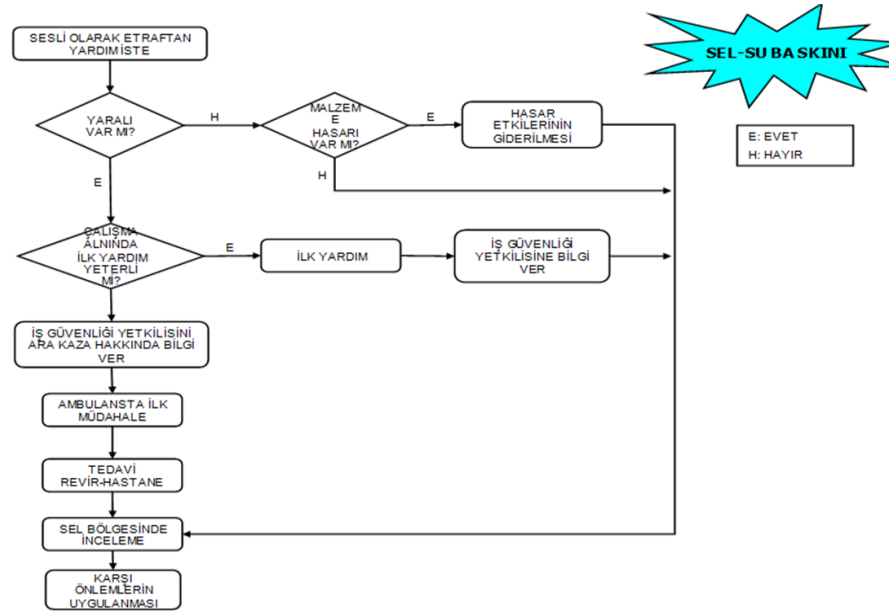 SESLİ OLARAK ETRAFTAN
YARDIM İSTE
SEL-SU BASKINI
YARALI
VAR MI?
H
MALZEM
E
HASARI
VAR MI?
E
HASAR
ETKİLERİNİN
GİDERİLMESİ
E: EVET
H: HAYIR
H
E
ÇALIŞMA
ALNINDA
İLK YARDIM
YETERLİ
Mİ?
E
İLK YARDIM
İŞ GÜVENLİĞİ
YETKİLİSİNE BİLGİ
VER
İŞ GÜVENLİĞİ YETKİLİSİNİ
ARA KAZA HAKKINDA BİLGİ
VER
AMBULANSTA İLK
MÜDAHALE
TEDAVİ
REVİR-HASTANE
SEL BÖLGESİNDE
İNCELEME
KARŞI
ÖNLEMLERİN
UYGULANMASI